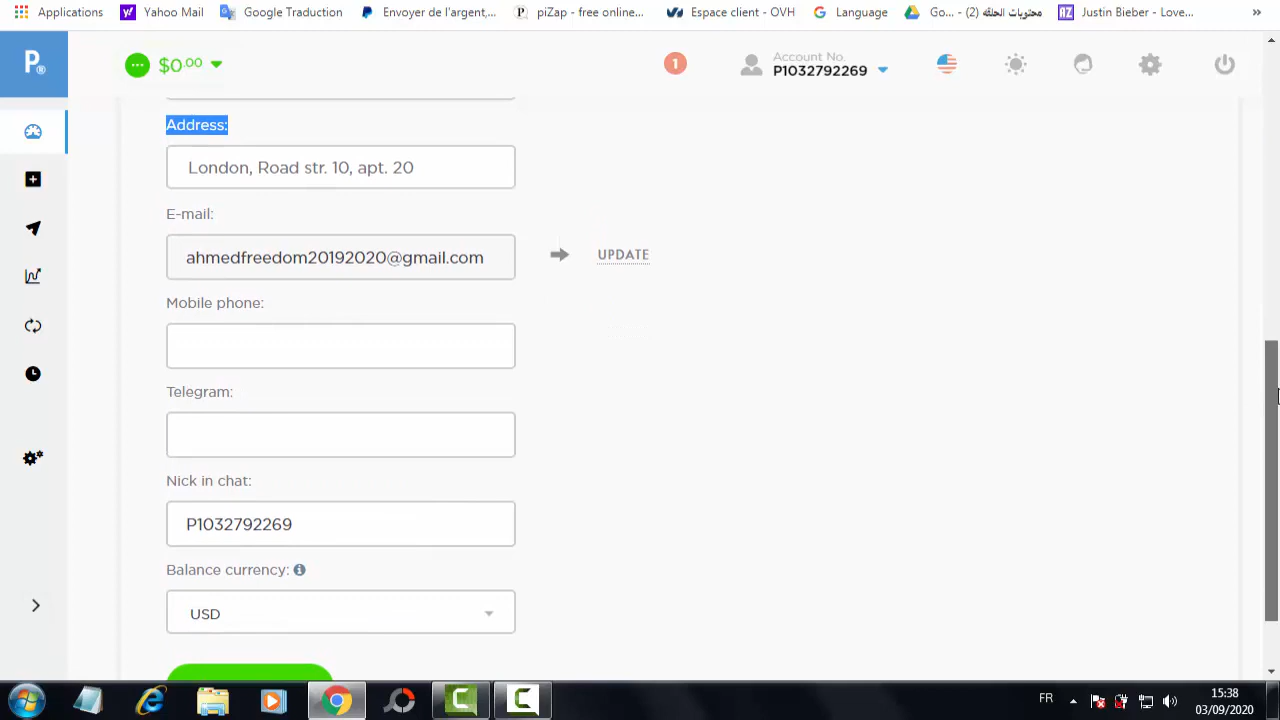 Applications Yahoo Mail Google Traduction Envoyer de l'argent,... piZap - free online... Espace client - OVH Language Go... - (2) محتويات الحلقه Justin Bieber - Love... »
P® $0.00 1 Account No.
P1032792269
Address:
London, Road str. 10, apt. 20
E-mail:
ahmedfreedom20192020@gmail.com UPDATE
Mobile phone:
Telegram:
Nick in chat:
P1032792269
Balance currency:
USD
FR 15:38
03/09/2020